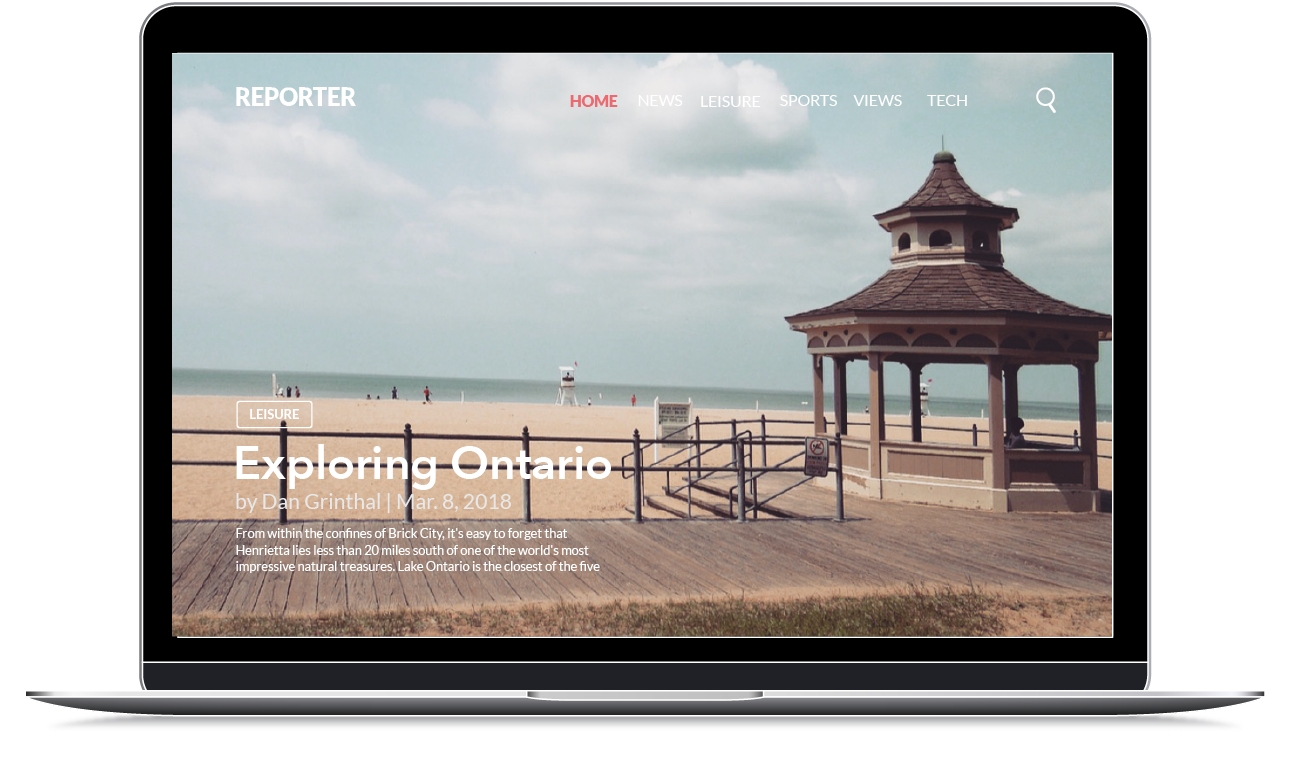 REPORTER
HOME NEWS LEISURE SPORTS VIEWS TECH
LEISURE
Exploring Ontario
by Dan Grinthal | Mar. 8, 2018
From within the confines of Brick City, it's easy to forget that
Henrietta lies less than 20 miles south of one of the world's most
impressive natural treasures. Lake Ontario is the closest of the five